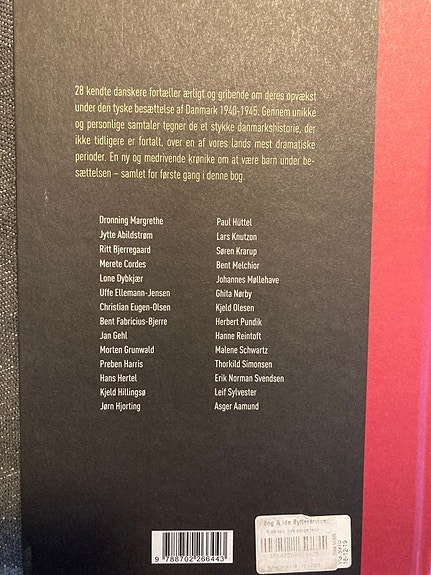 28 kendte danskere fortæller ærligt og gribende om deres opvækst
under den tyske besættelse af Danmark 1940-1945. Gennem unikke
og personlige samtaler tegner de et stykke danmarkshistorie, der
ikke tidligere er fortalt, over en af vores lands mest dramatiske
perioder. En ny og medrivende krønike om at være barn under be-
sættelsen – samlet for første gang i denne bog.
Dronning Margrethe
Jytte Abildstrøm
Ritt Bjerregaard
Merete Cordes
Lone Dybkjær
Uffe Ellemann-Jensen
Christian Eugen-Olsen
Bent Fabricius-Bjerre
Jan Gehl
Morten Grunwald
Preben Harris
Hans Hertel
Kjeld Hillingsø
Jørn Hjorting
Paul Hüttel
Lars Knutzon
Søren Krarup
Bent Melchior
Johannes Møllehave
Ghita Nørby
Kjeld Olesen
Herbert Pundik
Hanne Reintoft
Malene Schwartz
Thorkild Simonsen
Erik Norman Svendsen
Leif Sylvester
Asger Aamund
9 788702 266443
Bog & Ide
18-12-19